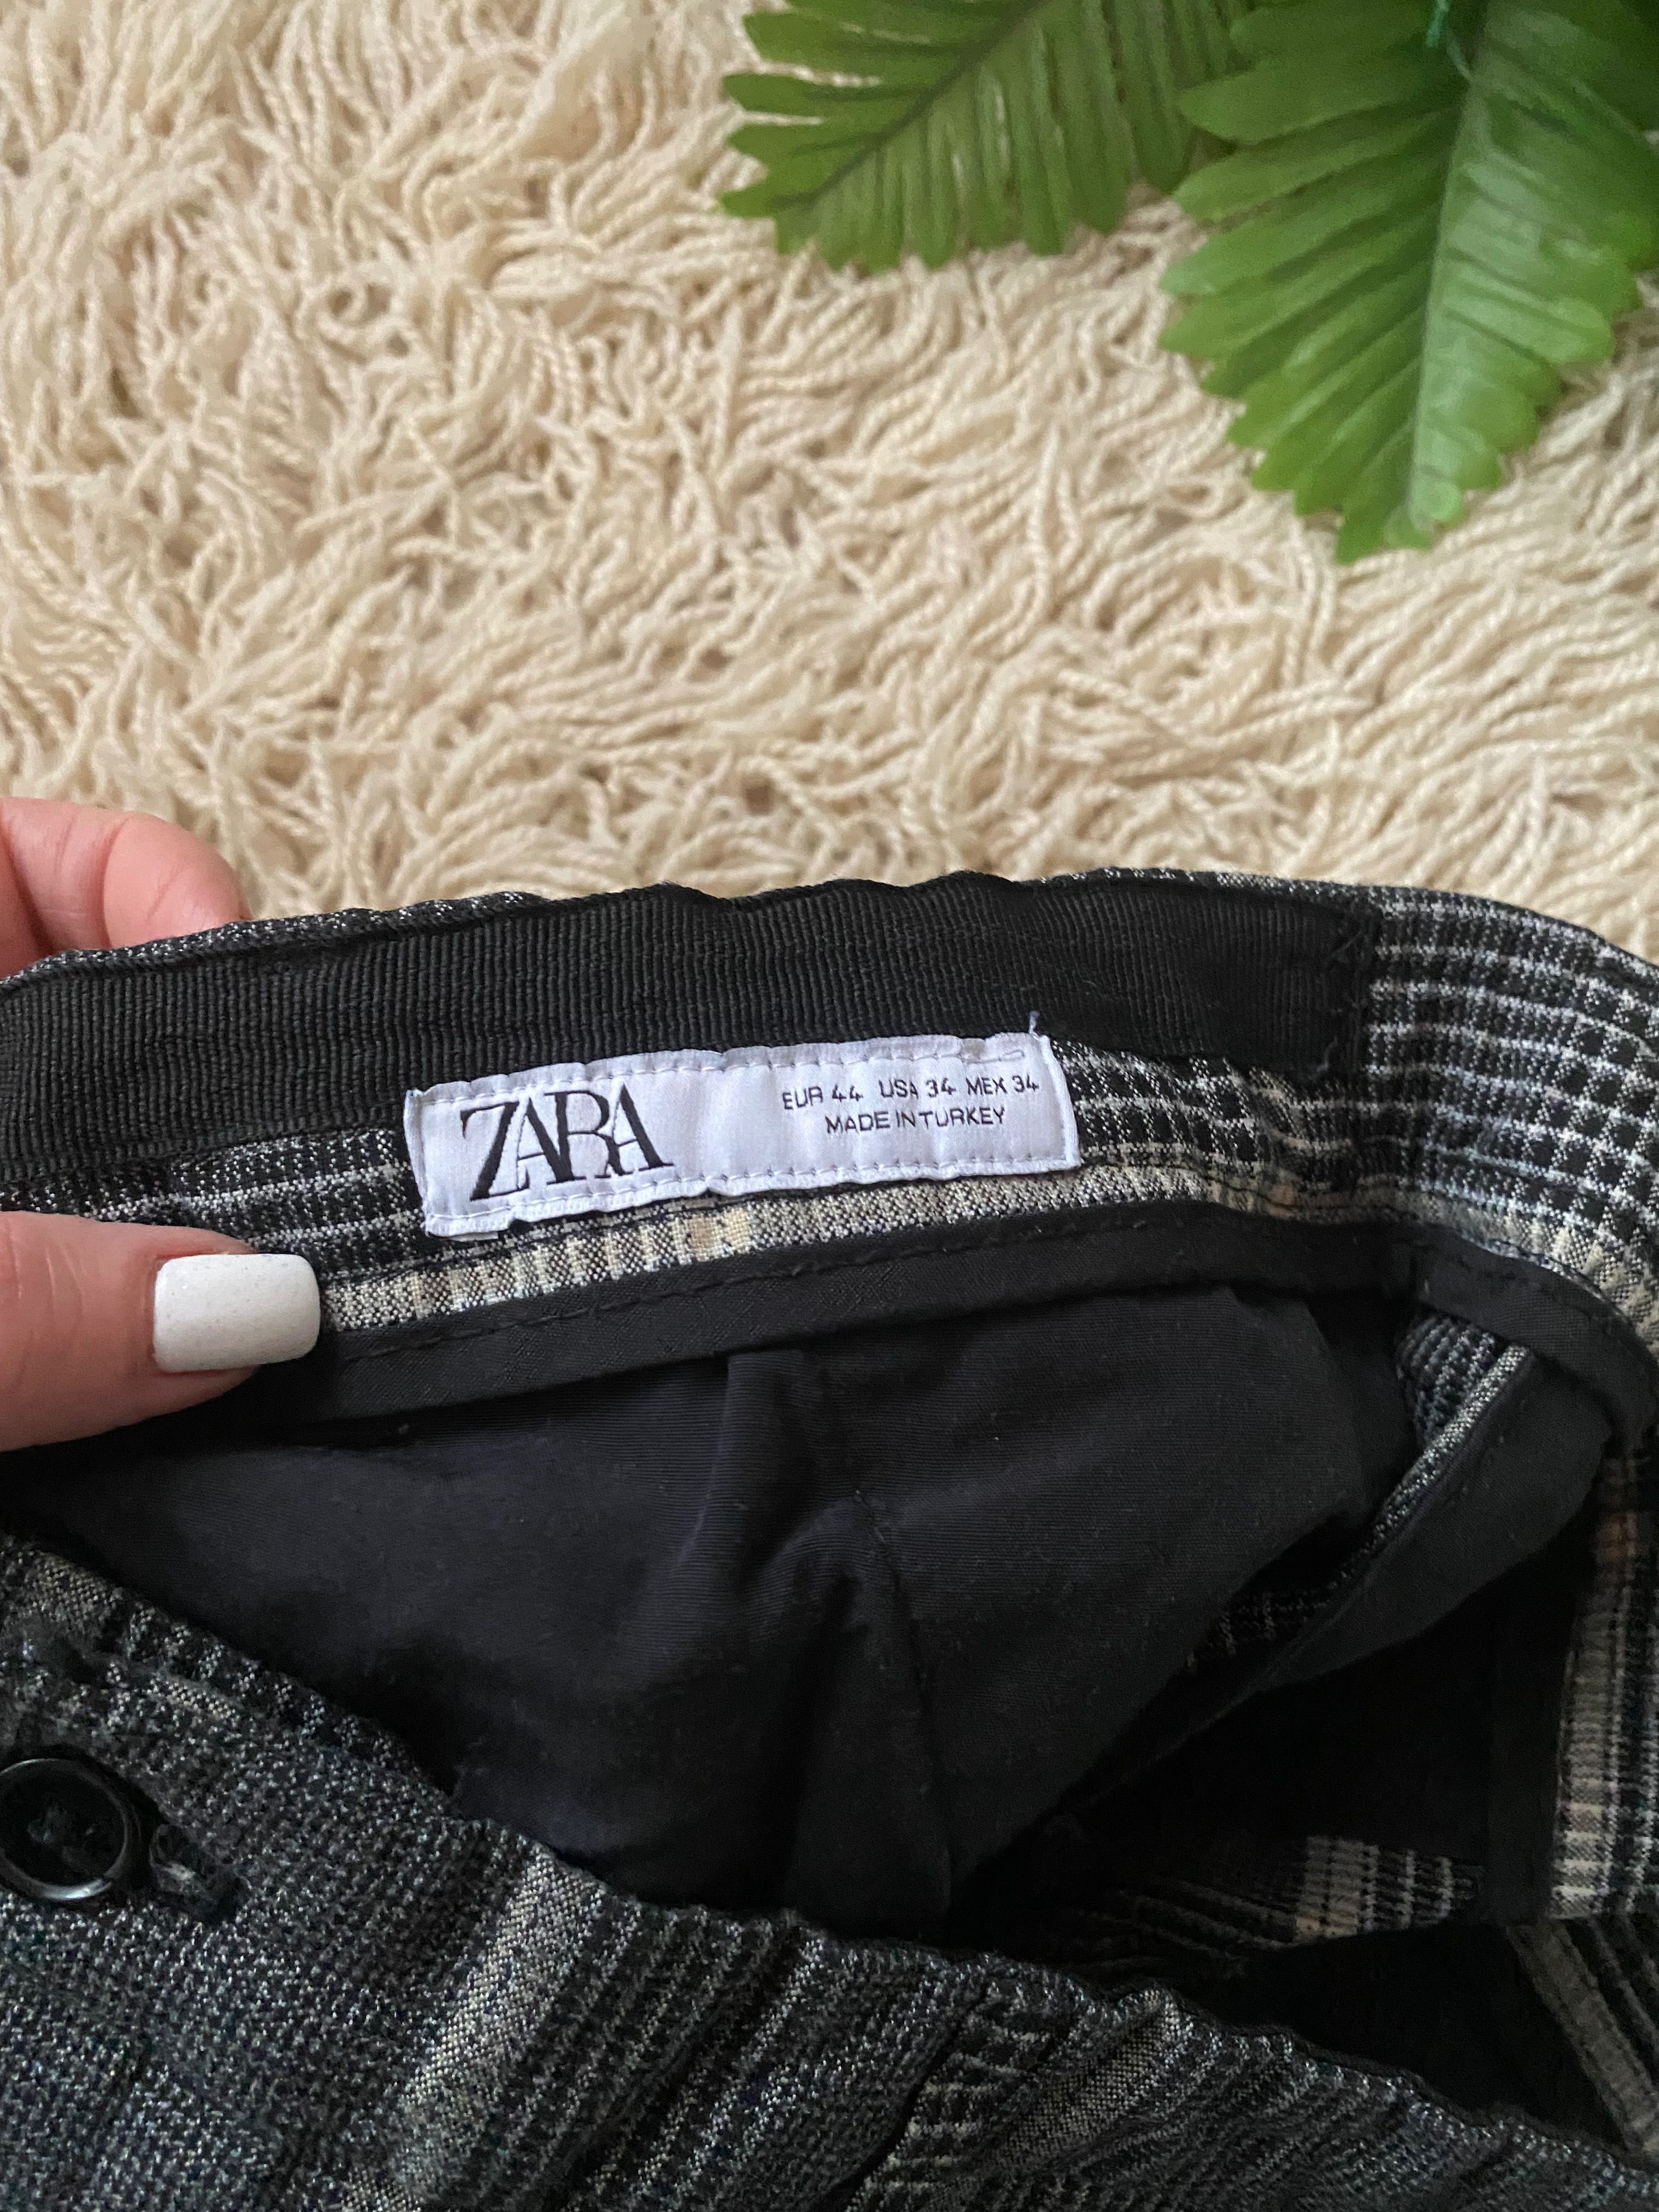 ZARA
EUR 44 USA 34 MEX 34
MADE IN TURKEY